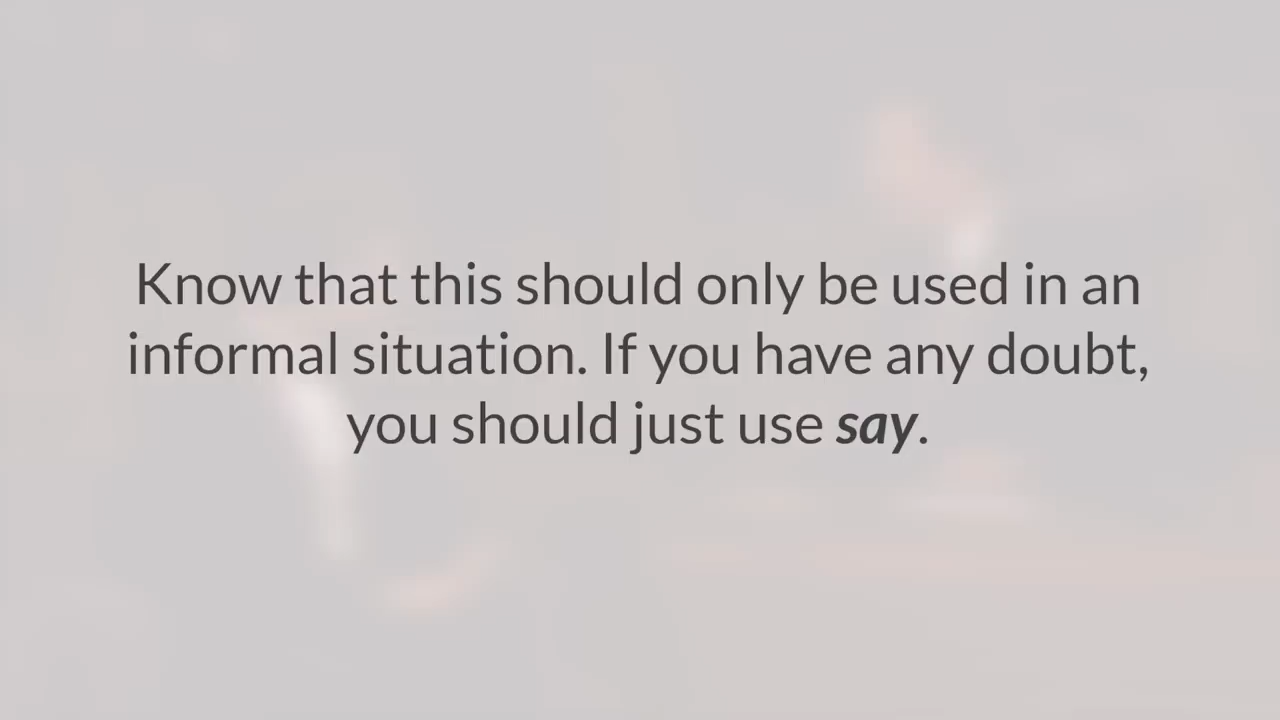 Know that this should only be used in an
informal situation. If you have any doubt,
you should just use say.